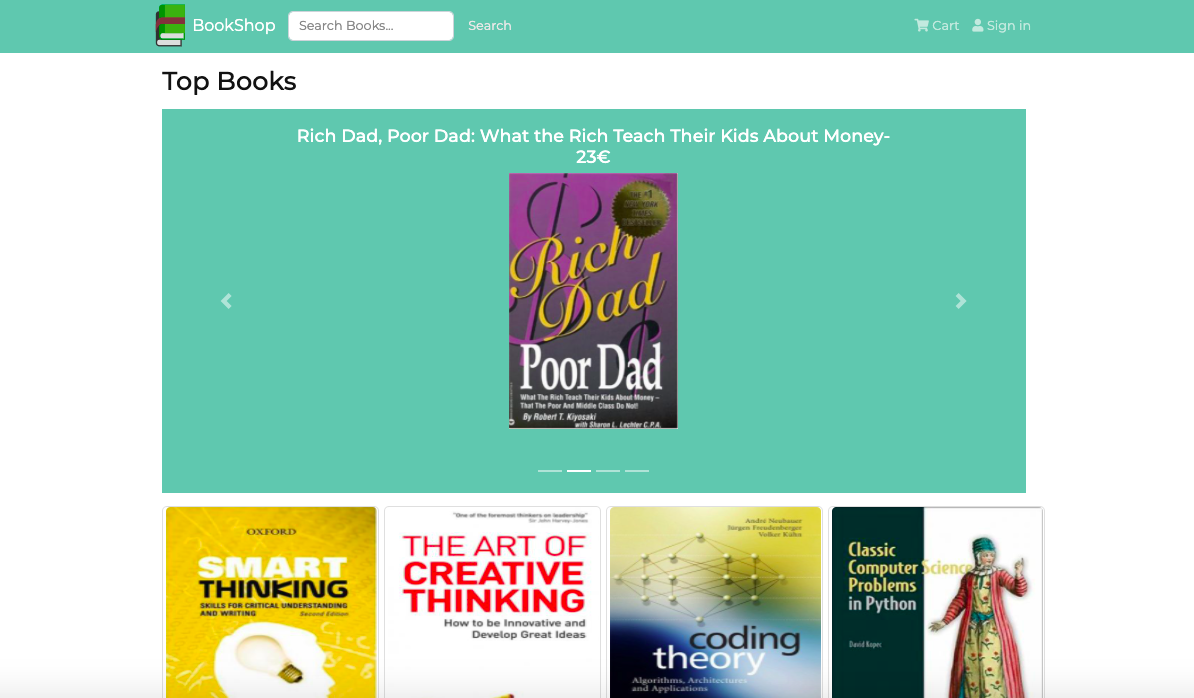 BookShop
Search Books...
Search
Cart
Sign in
Top Books
Rich Dad, Poor Dad: What the Rich Teach Their Kids About Money-
23€
THE #1
NEW YORK
Rich
Dad
Poor Dad
What The Rich Teach Their Kids About Money –
That The Poor And Middle Class Do Not!
By Robert T. Kiyosaki
with Sharon L. Lechter C.P.A.
OXFORD
SMART
THINKING
SKILLS FOR CRITICAL UNDERSTANDING
AND WRITING
Second Edition
"One of the foremost thinkers on leadership"
Sir John Harvey-Jones
THE ART OF
CREATIVE
THINKING
How to be Innovative and
Develop Great Ideas
André Neubauer
Jürgen Freudenberger
Volker Kühn
coding
theory
Algorithms, Architectures
and Applications
Classic
Computer Science
Problems
in Python
David Kopec